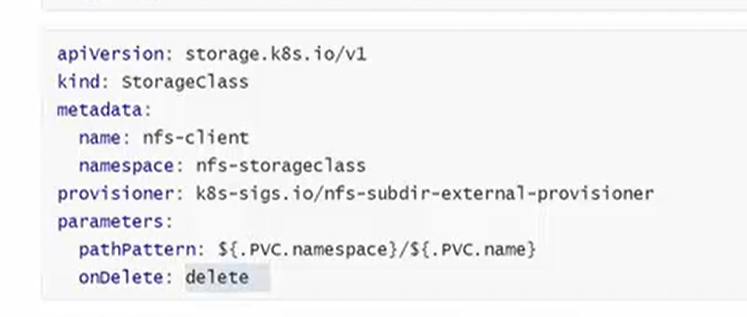 apiVersion: storage.k8s.io/v1
kind: StorageClass
metadata:
  name: nfs-client
  namespace: nfs-storageclass
provisioner: k8s-sigs.io/nfs-subdir-external-provisioner
parameters:
  pathPattern: ${.PVC.namespace}/${.PVC.name}
  onDelete: delete